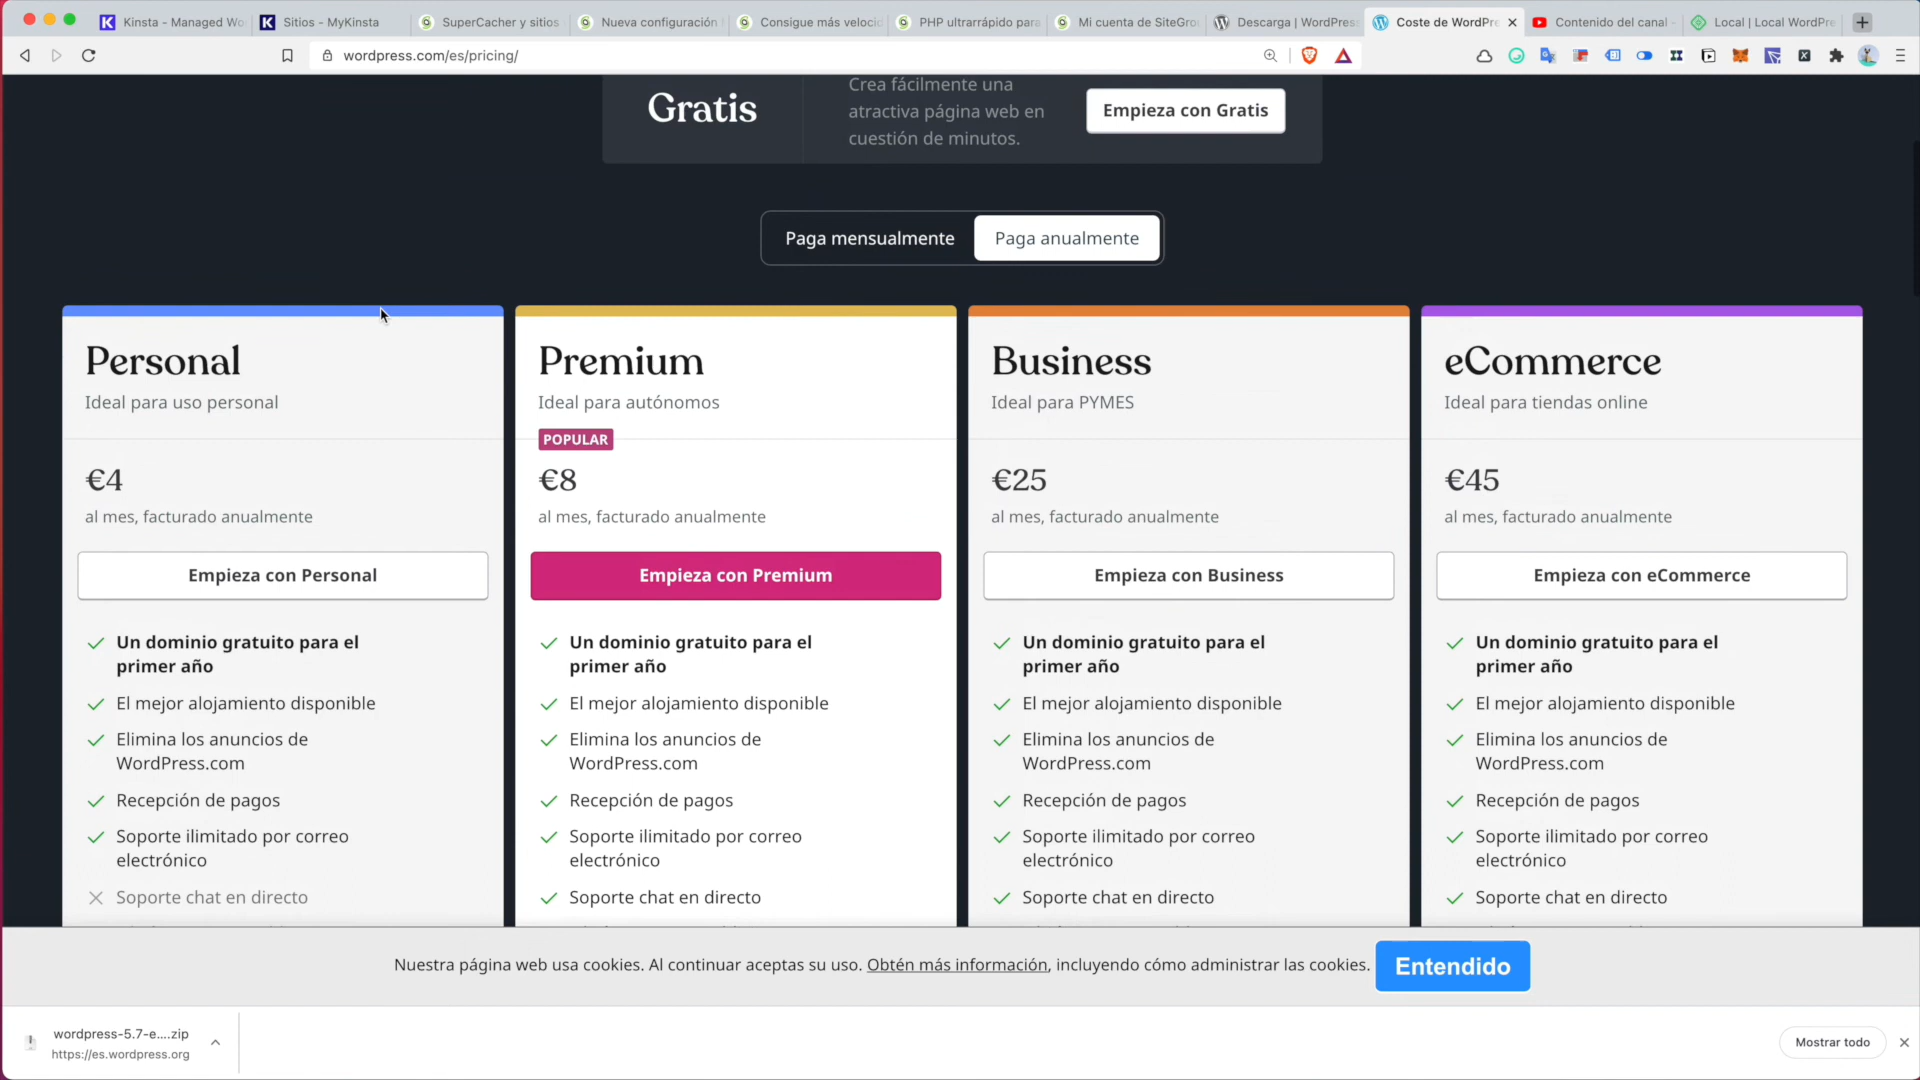 Kinsta - Managed Wo
Sitios - MyKinsta
SuperCacher y sitios
Nueva configuración
Consigue más veloci
PHP ultrarrápido para
Mi cuenta de SiteGro
Descarga | WordPress
Coste de WordPre
Contenido del canal -
Local | Local WordPre
wordpress.com/es/pricing/
Gratis
Crea fácilmente una
atractiva página web en
cuestión de minutos.
Empieza con Gratis
Paga mensualmente
Paga anualmente
Personal
Ideal para uso personal
€4
al mes, facturado anualmente
Empieza con Personal
Un dominio gratuito para el
primer año
El mejor alojamiento disponible
Elimina los anuncios de
WordPress.com
Recepción de pagos
Soporte ilimitado por correo
electrónico
Soporte chat en directo
Premium
Ideal para autónomos
POPULAR
€8
al mes, facturado anualmente
Empieza con Premium
Un dominio gratuito para el
primer año
El mejor alojamiento disponible
Elimina los anuncios de
WordPress.com
Recepción de pagos
Soporte ilimitado por correo
electrónico
Soporte chat en directo
Business
Ideal para PYMES
€25
al mes, facturado anualmente
Empieza con Business
Un dominio gratuito para el
primer año
El mejor alojamiento disponible
Elimina los anuncios de
WordPress.com
Recepción de pagos
Soporte ilimitado por correo
electrónico
Soporte chat en directo
eCommerce
Ideal para tiendas online
€45
al mes, facturado anualmente
Empieza con eCommerce
Un dominio gratuito para el
primer año
El mejor alojamiento disponible
Elimina los anuncios de
WordPress.com
Recepción de pagos
Soporte ilimitado por correo
electrónico
Soporte chat en directo
Nuestra página web usa cookies. Al continuar aceptas su uso. Obtén más información, incluyendo cómo administrar las cookies.
Entendido
wordpress-5.7-e....zip
https://es.wordpress.org
Mostrar todo